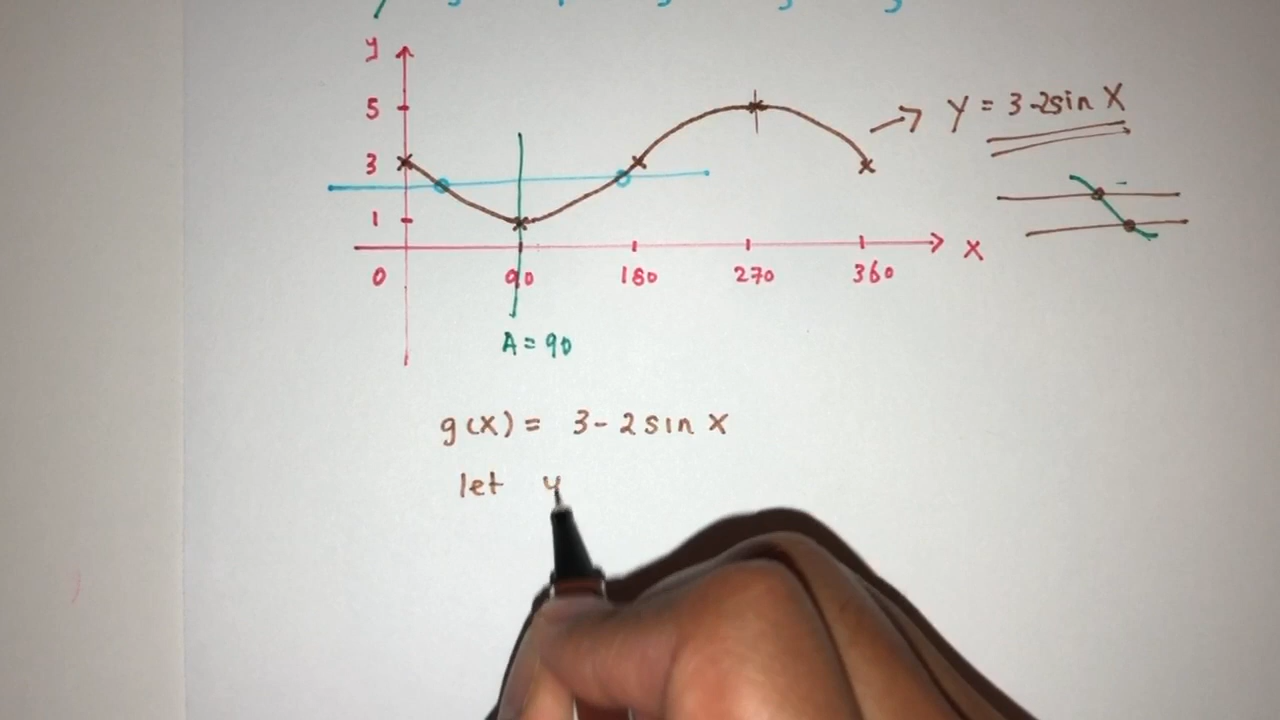 y
5
3
1
0 90 180 270 360 x
y = 3-2sin x
A = 90
g(x) = 3-2sin x
let y